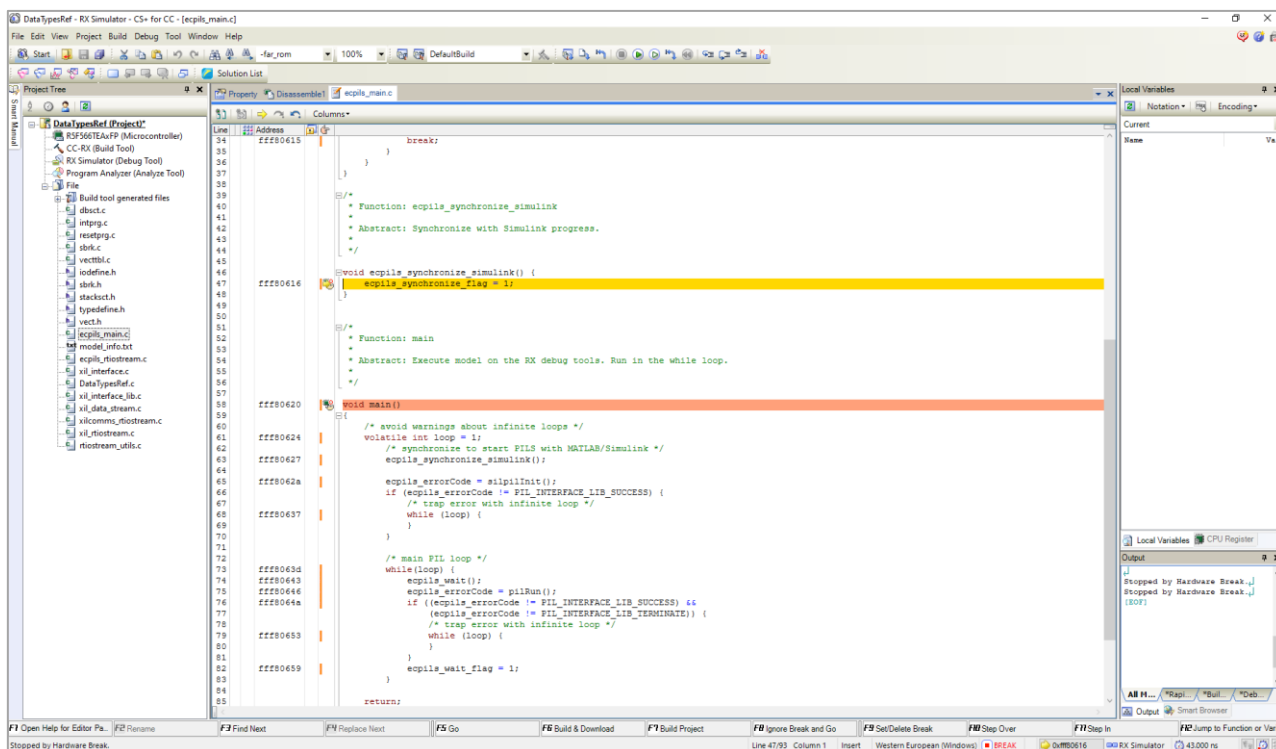 DataTypesRef - RX Simulator - CS+ for CC - [ecpils_main.c]
File Edit View Project Build Debug Tool Window Help
Start -far_rom 100% DefaultBuild
Solution List
Project Tree
Smart Manual
DataTypesRef (Project)*
R5F566TEAxFP (Microcontroller)
CC-RX (Build Tool)
RX Simulator (Debug Tool)
Program Analyzer (Analyze Tool)
File
Build tool generated files
dbsct.c
intprg.c
resetprg.c
sbrk.c
vecttbl.c
iodefine.h
sbrk.h
stacksct.h
typedefine.h
vect.h
ecpils_main.c
txt model_info.txt
ecpils_rtiostream.c
xil_interface.c
DataTypesRef.c
xil_interface_lib.c
xil_data_stream.c
xilcomms_rtiostream.c
xil_rtiostream.c
rtiostream_utils.c
Property Disassemble1 ecpils_main.c
Columns
Line Address
34 fff80615 break;
35 }
36 }
37 }
38
39 /*
40 * Function: ecpils_synchronize_simulink
41 *
42 * Abstract: Synchronize with Simulink progress.
43 *
44 */
45
46 void ecpils_synchronize_simulink() {
47 fff80616 ecpils_synchronize_flag = 1;
48 }
49
50
51 /*
52 * Function: main
53 *
54 * Abstract: Execute model on the RX debug tools. Run in the while loop.
55 *
56 */
57
58 fff80620 void main()
59 {
60 /* avoid warnings about infinite loops */
61 fff80624 volatile int loop = 1;
62 /* synchronize to start PILS with MATLAB/Simulink */
63 fff80627 ecpils_synchronize_simulink();
64
65 fff8062a ecpils_errorCode = silpilInit();
66 if (ecpils_errorCode != PIL_INTERFACE_LIB_SUCCESS) {
67 /* trap error with infinite loop */
68 fff80637 while (loop) {
69 }
70 }
71
72 /* main PIL loop */
73 fff8063d while(loop) {
74 fff80643 ecpils_wait();
75 fff80646 ecpils_errorCode = pilRun();
76 fff8064a if ((ecpils_errorCode != PIL_INTERFACE_LIB_SUCCESS) &&
77 (ecpils_errorCode != PIL_INTERFACE_LIB_TERMINATE)) {
78 /* trap error with infinite loop */
79 fff80653 while (loop) {
80 }
81 }
82 fff80659 ecpils_wait_flag = 1;
83 }
84
85 return;
Local Variables
Notation Encoding
Current
Name Va
Local Variables CPU Register
Output
Stopped by Hardware Break.
Stopped by Hardware Break.
[EOF]
All M... *Rapi... *Buil... *Deb...
Output Smart Browser
F1 Open Help for Editor Pa... F2 Rename F3 Find Next F4 Replace Next F5 Go F6 Build & Download F7 Build Project F8 Ignore Break and Go F9 Set/Delete Break F10 Step Over F11 Step In F12 Jump to Function or Var
Stopped by Hardware Break. Line 47/93 Column 1 Insert Western European (Windows) BREAK 0xfff80616 RX Simulator 43.000 ns